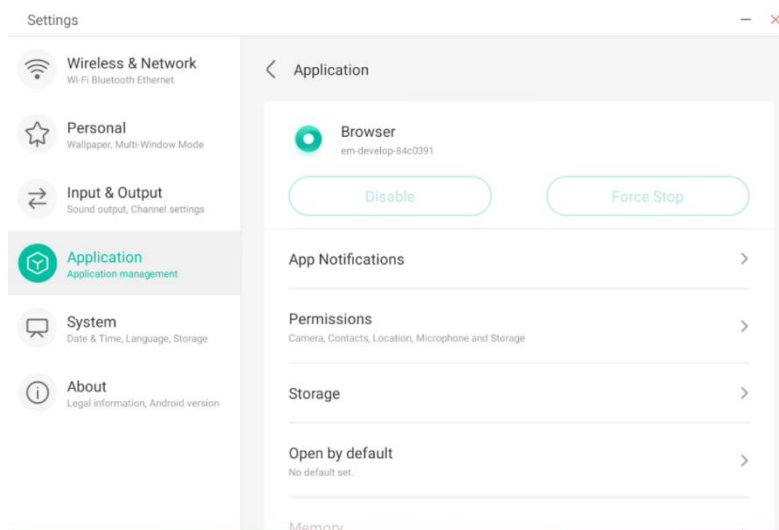 Settings
Wireless & Network
Wi-Fi Bluetooth Ethernet
Personal
Wallpaper, Multi-Window Mode
Input & Output
Sound output, Channel settings
Application
Application management
System
Date & Time, Language, Storage
About
Legal information, Android version
Application
Browser
em-develop-84c0391
Disable
Force Stop
App Notifications
Permissions
Camera, Contacts, Location, Microphone and Storage
Storage
Open by default
No default set.
Memory